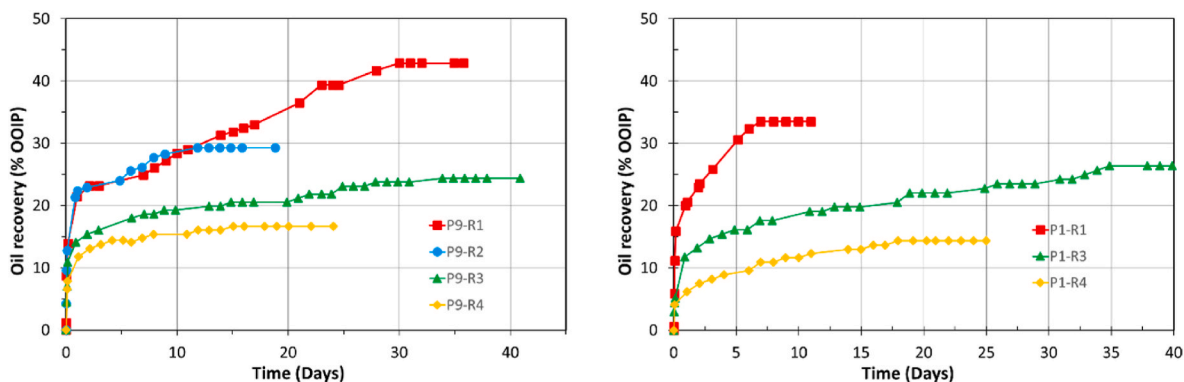 50
40
30
20
10
0
Oil recovery (% OOIP)
P9-R1
P9-R2
P9-R3
P9-R4
0 10 20 30 40
Time (Days)
50
40
30
20
10
0
Oil recovery (% OOIP)
P1-R1
P1-R3
P1-R4
0 5 10 15 20 25 30 35 40
Time (Days)